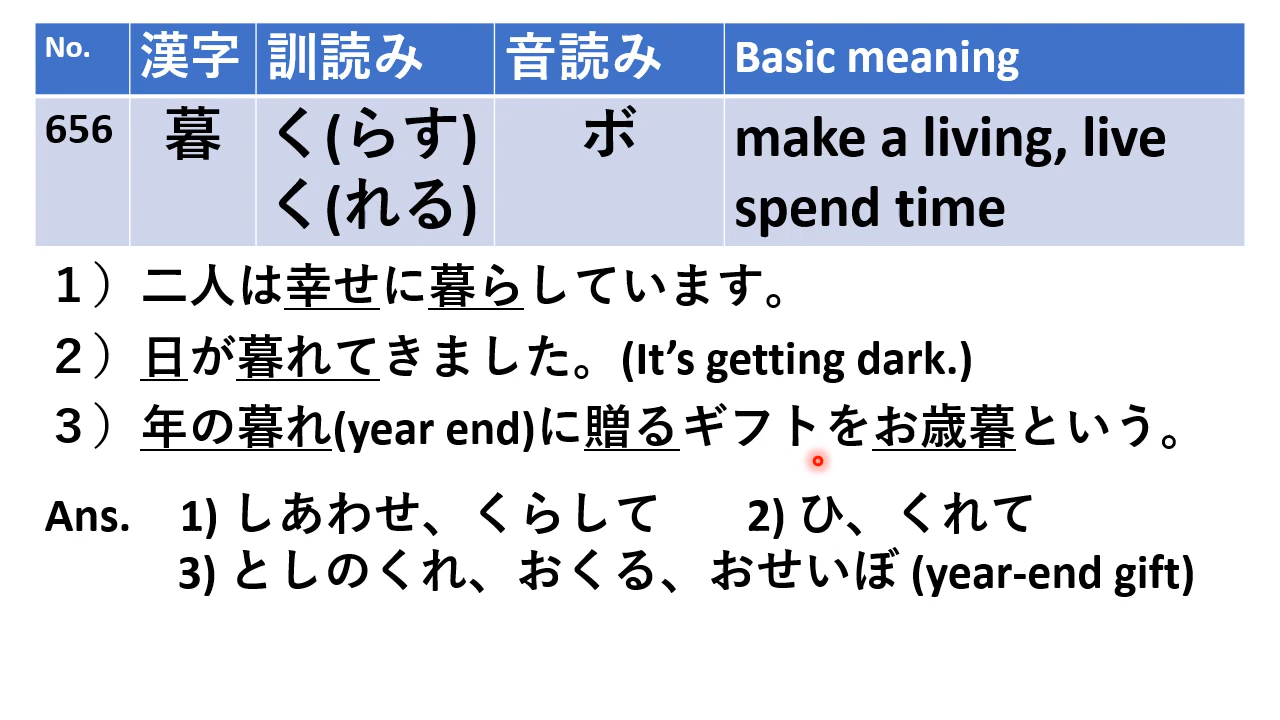 No. 漢字 訓読み 音読み Basic meaning
656 暮 く(らす) ボ make a living, live
く(れる) spend time
１）二人は幸せに暮らしています。
２）日が暮れてきました。(It’s getting dark.)
３）年の暮れ(year end)に贈るギフトをお歳暮という。
Ans. 1) しあわせ、くらして 2) ひ、くれて
3) としのくれ、おくる、おせいぼ (year-end gift)